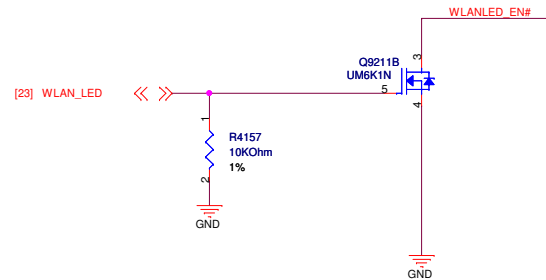 WLANLED_EN#
3
Q9211B
UM6K1N
[23] WLAN_LED
5
4
1
R4157
10KOhm
1%
2
GND
GND